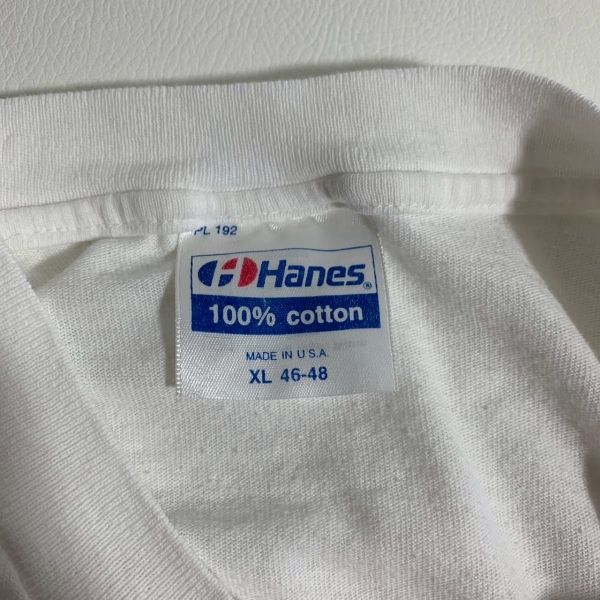 PL 192
Hanes®
100% cotton
MADE IN U.S.A.
XL 46-48